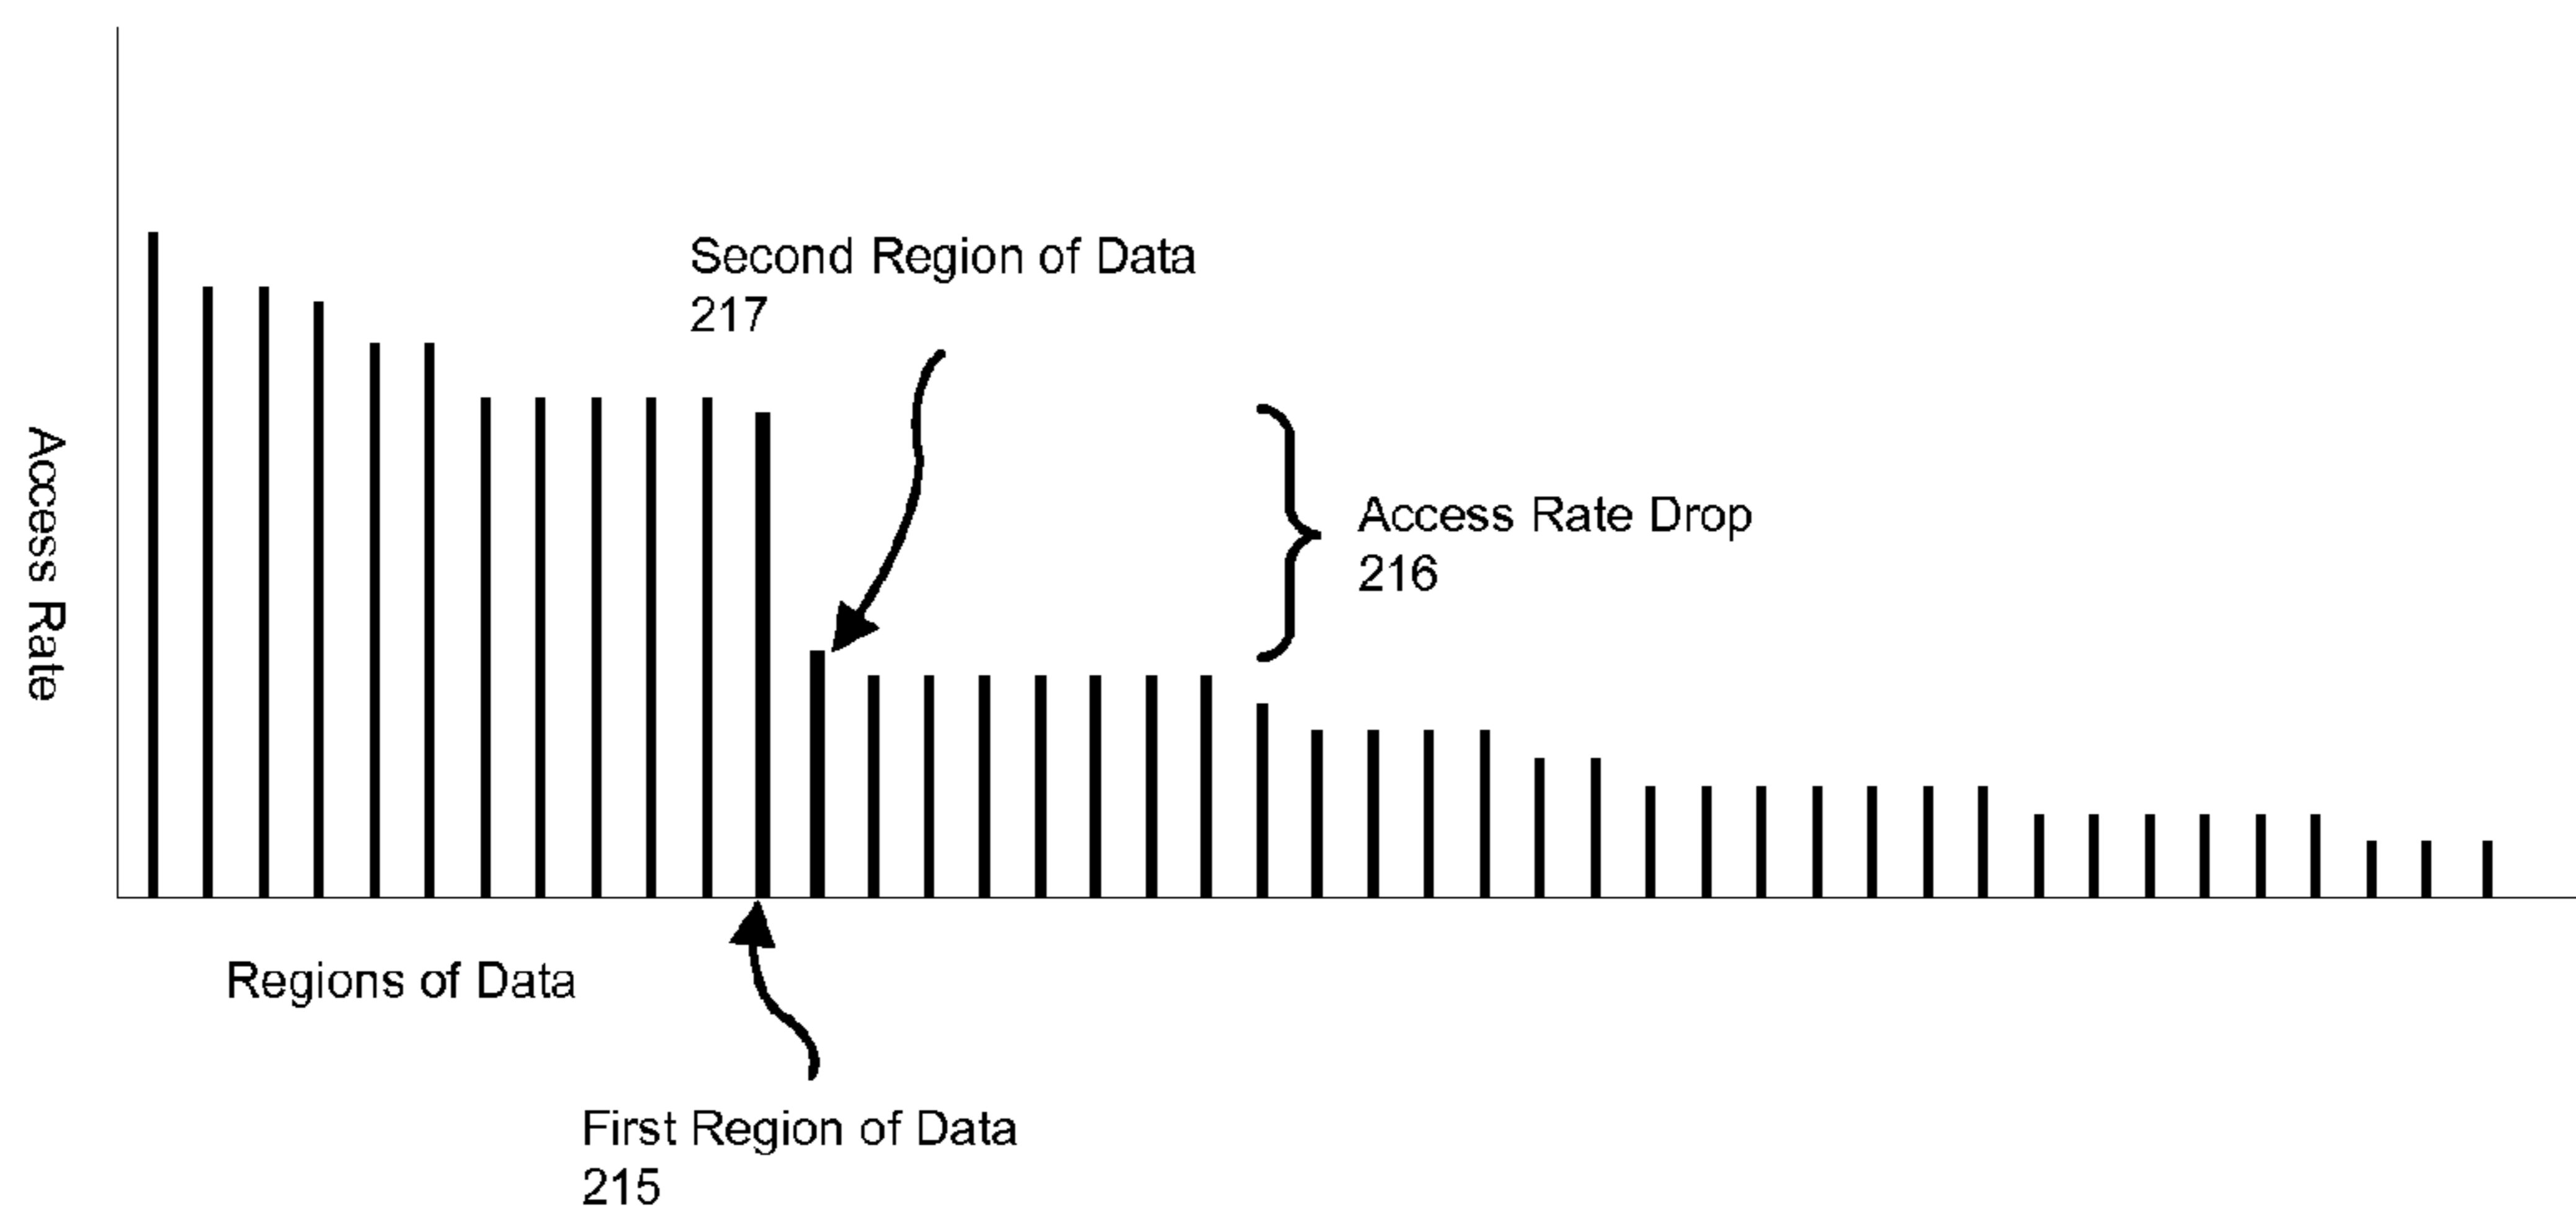 Second Region of Data
217
Access Rate
Access Rate Drop
216
Regions of Data
First Region of Data
215